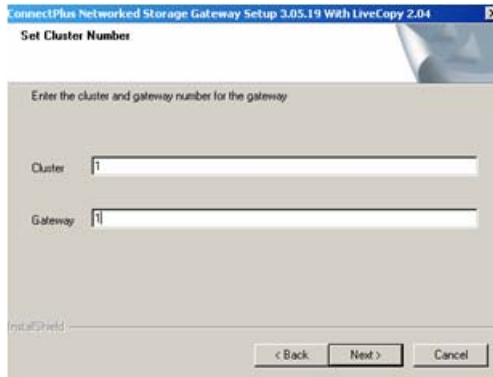 ConnectPlus Networked Storage Gateway Setup 3.05.19 With LiveCopy 2.04
Set Cluster Number
Enter the cluster and gateway number for the gateway
Cluster 1
Gateway 1
InstallShield
< Back Next > Cancel